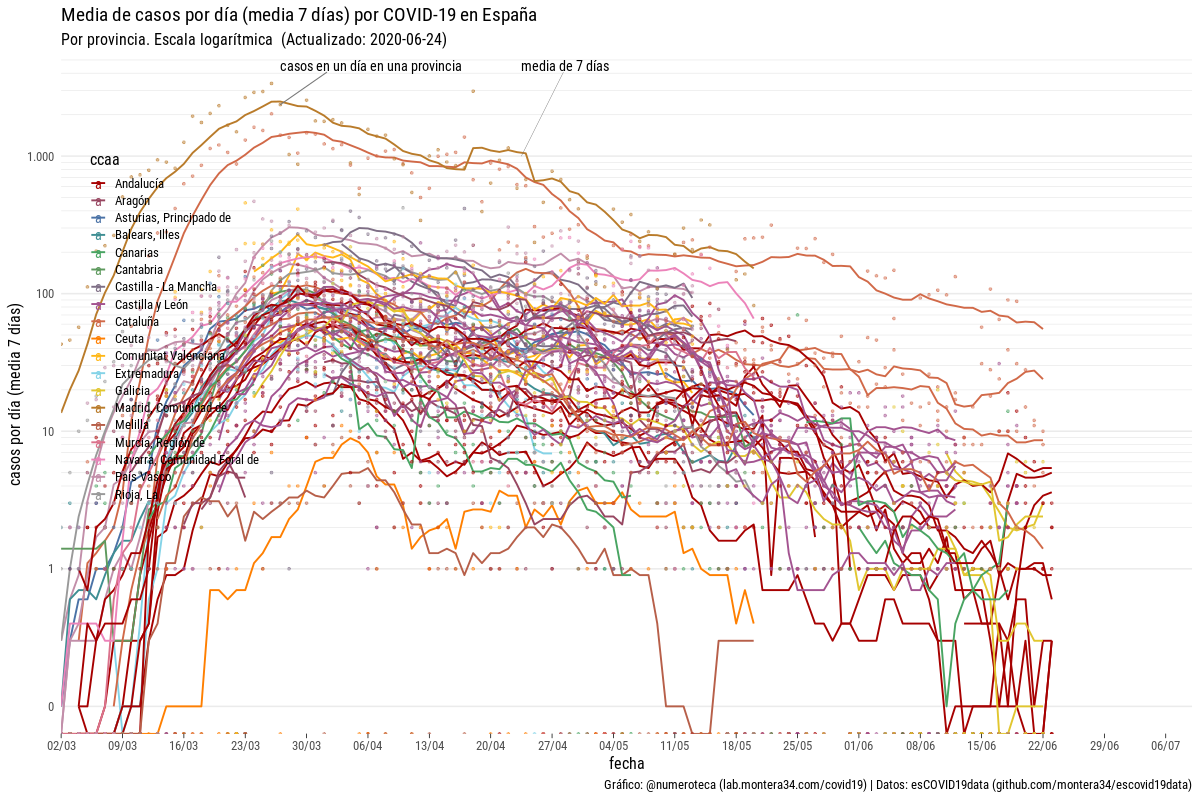 Media de casos por día (media 7 días) por COVID-19 en España
Por provincia. Escala logarítmica (Actualizado: 2020-06-24)
casos en un día en una provincia
media de 7 días
casos por día (media 7 días)
1.000
100
10
1
0
ccaa
Andalucía
Aragón
Asturias, Principado de
Balears, Illes
Canarias
Cantabria
Castilla - La Mancha
Castilla y León
Cataluña
Ceuta
Comunitat Valenciana
Extremadura
Galicia
Madrid, Comunidad de
Melilla
Murcia, Región de
Navarra, Comunidad Foral de
País Vasco
Rioja, La
02/03 09/03 16/03 23/03 30/03 06/04 13/04 20/04 27/04 04/05 11/05 18/05 25/05 01/06 08/06 15/06 22/06 29/06 06/07
fecha
Gráfico: @numeroteca (lab.montera34.com/covid19) | Datos: esCOVID19data (github.com/montera34/escovid19data)